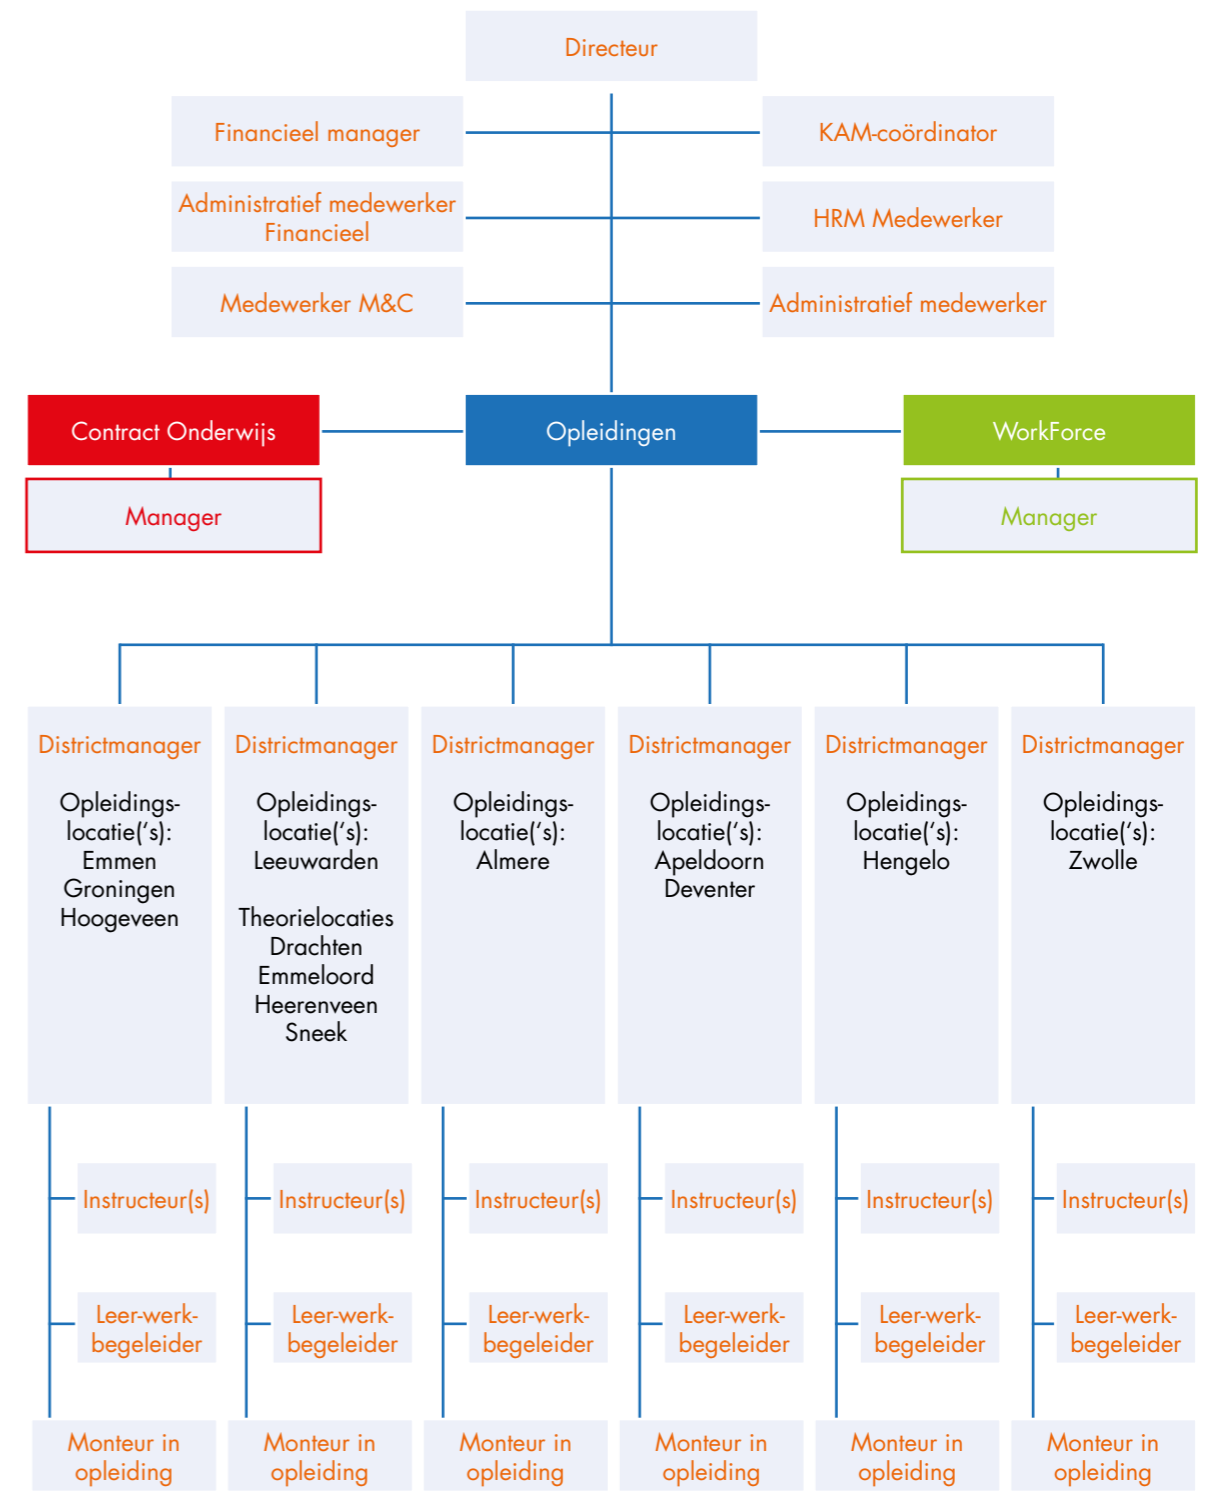 Directeur
Financieel manager
KAM-coördinator
Administratief medewerker
Financieel
HRM Medewerker
Medewerker M&C
Administratief medewerker
Contract Onderwijs
Opleidingen
WorkForce
Manager
Manager
Districtmanager
Opleidings-
locatie(‘s):
Emmen
Groningen
Hoogeveen
Districtmanager
Opleidings-
locatie(‘s):
Leeuwarden
Theorielocaties
Drachten
Emmeloord
Heerenveen
Sneek
Districtmanager
Opleidings-
locatie(‘s):
Almere
Districtmanager
Opleidings-
locatie(‘s):
Apeldoorn
Deventer
Districtmanager
Opleidings-
locatie(‘s):
Hengelo
Districtmanager
Opleidings-
locatie(‘s):
Zwolle
Instructeur(s)
Instructeur(s)
Instructeur(s)
Instructeur(s)
Instructeur(s)
Instructeur(s)
Leer-werk-
begeleider
Leer-werk-
begeleider
Leer-werk-
begeleider
Leer-werk-
begeleider
Leer-werk-
begeleider
Leer-werk-
begeleider
Monteur in
opleiding
Monteur in
opleiding
Monteur in
opleiding
Monteur in
opleiding
Monteur in
opleiding
Monteur in
opleiding